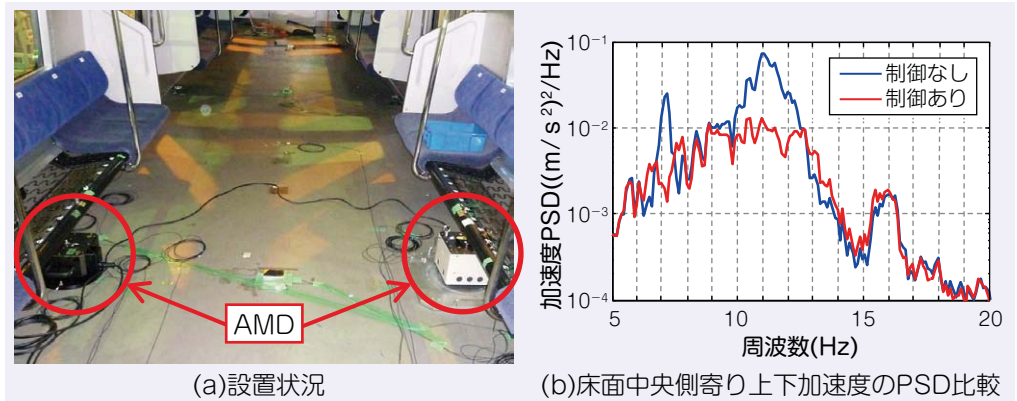 AMD
(a)設置状況
加速度PSD((m/s²)²/Hz)
10⁻¹
10⁻²
10⁻³
10⁻⁴
制御なし
制御あり
5
10
15
20
周波数(Hz)
(b)床面中央側寄り上下加速度のPSD比較